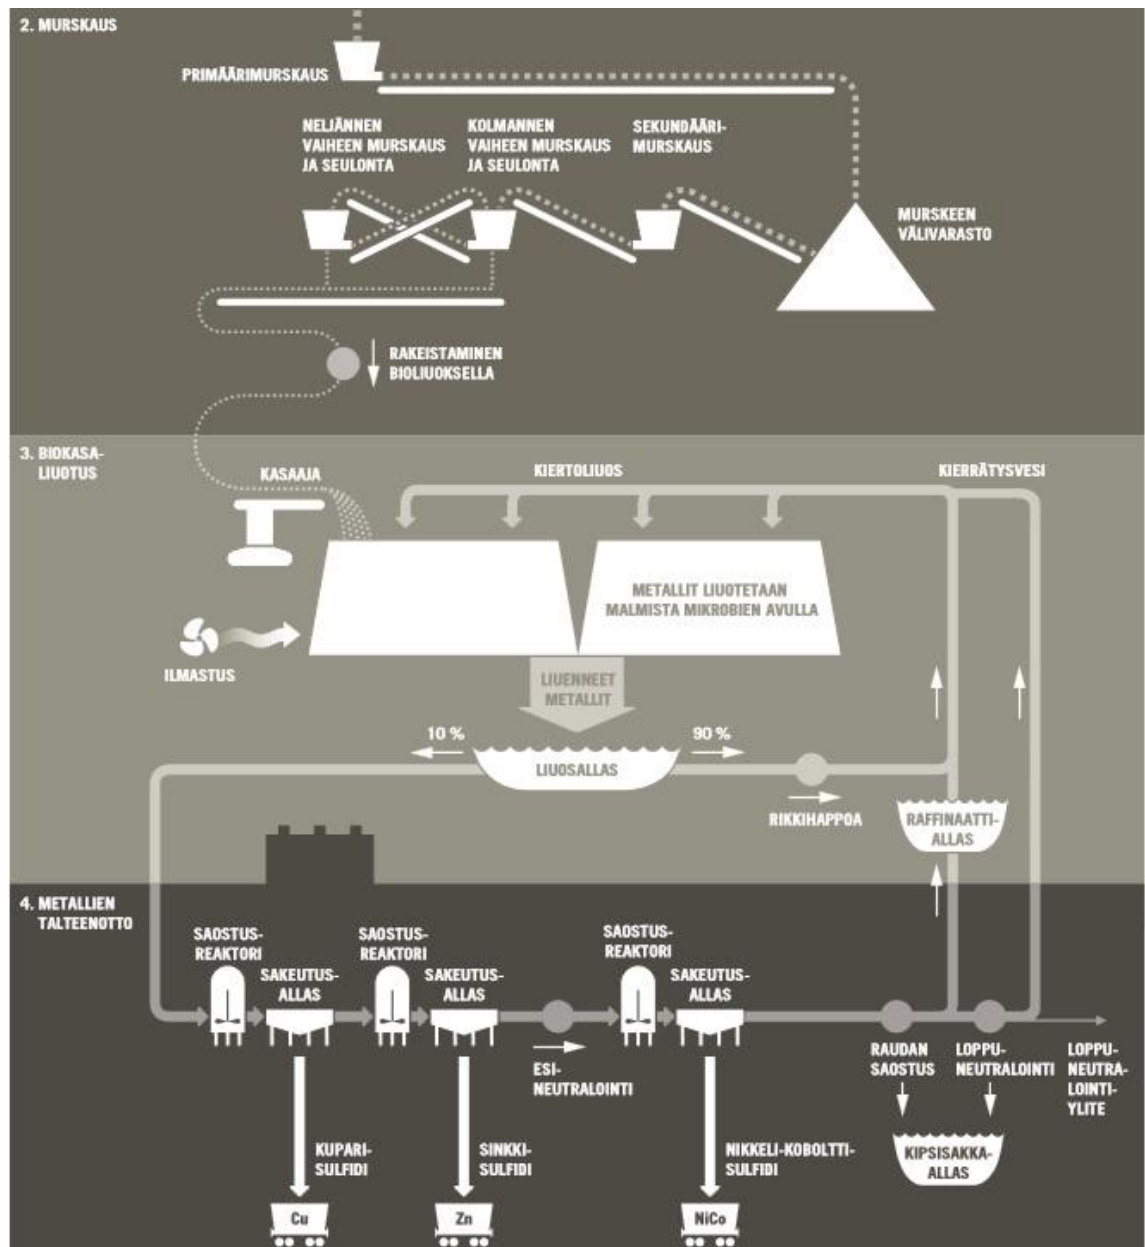 2. MURSKAUS
PRIMÄÄRIMURSKAUS
NELJÄNNEN
VAIHEEN MURSKAUS
JA SEULONTA
KOLMANNEN
VAIHEEN MURSKAUS
JA SEULONTA
SEKUNDÄÄRI-
MURSKAUS
MURSKEEN
VÄLIVARASTO
RAKEISTAMINEN
BIOLIUOKSELLA
3. BIOKASA-
LIUOTUS
KASAAJA
KIERTOLIUOS
KIERRÄTYSVESI
METALLIT LIUOTETAAN
MALMISTA MIKROBIEN AVULLA
ILMASTUS
LIUENNEET
METALLIT
10 %
90 %
LIUOSALLAS
RIKKIHAPPOA
RAFFINAATTI-
ALLAS
4. METALLIEN
TALTEENOTTO
SAOSTUS-
REAKTORI
SAKEUTUS-
ALLAS
SAOSTUS-
REAKTORI
SAKEUTUS-
ALLAS
SAOSTUS-
REAKTORI
SAKEUTUS-
ALLAS
ESI-
NEUTRALOINTI
RAUDAN
SAOSTUS
LOPPU-
NEUTRALOINTI
LOPPU-
NEUTRA-
LOINTI-
YLITE
KUPARI-
SULFIDI
SINKKI-
SULFIDI
NIKKELI-KOBOLTTI-
SULFIDI
KIPSISAKKA-
ALLAS
Cu
Zn
NiCo